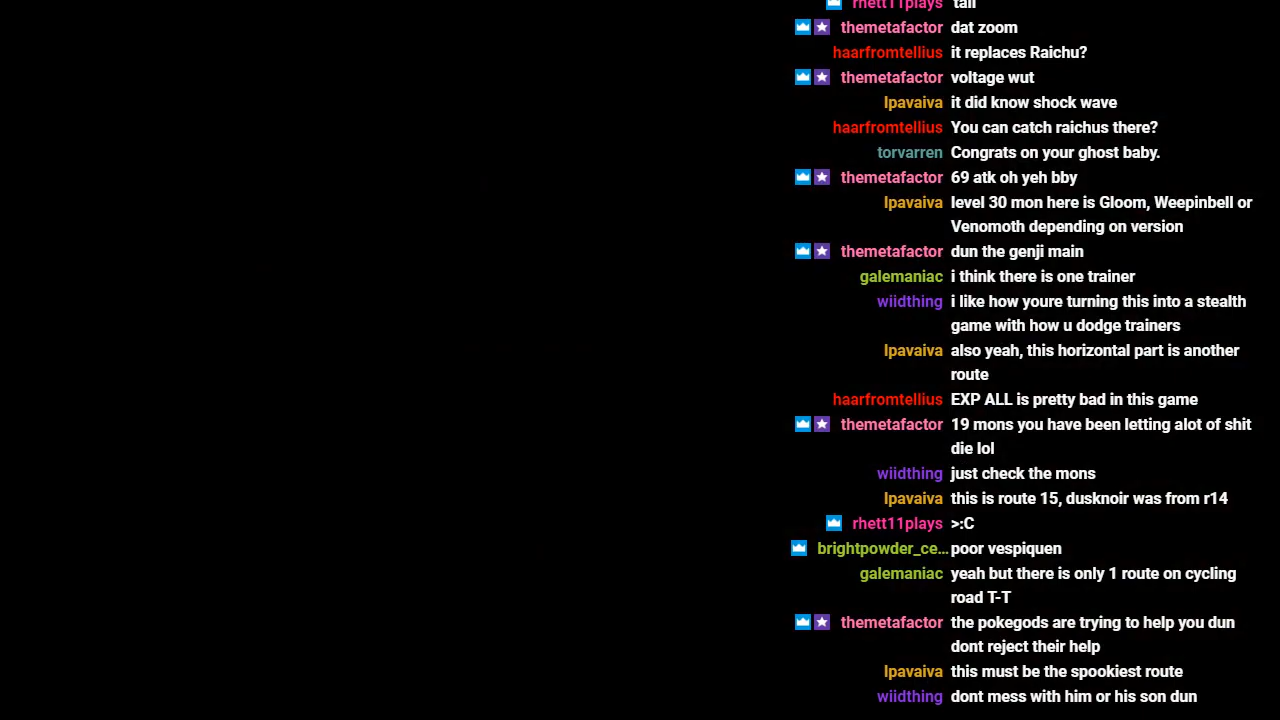 rhett11plays tall
themetafactor dat zoom
haarfromtellius it replaces Raichu?
themetafactor voltage wut
lpavaiva it did know shock wave
haarfromtellius You can catch raichus there?
torvarren Congrats on your ghost baby.
themetafactor 69 atk oh yeh bby
lpavaiva level 30 mon here is Gloom, Weepinbell or
Venomoth depending on version
themetafactor dun the genji main
galemaniac i think there is one trainer
wiidthing i like how youre turning this into a stealth
game with how u dodge trainers
lpavaiva also yeah, this horizontal part is another
route
haarfromtellius EXP ALL is pretty bad in this game
themetafactor 19 mons you have been letting alot of shit
die lol
wiidthing just check the mons
lpavaiva this is route 15, dusknoir was from r14
rhett11plays >:C
brightpowder_ce... poor vespiquen
galemaniac yeah but there is only 1 route on cycling
road T-T
themetafactor the pokegods are trying to help you dun
dont reject their help
lpavaiva this must be the spookiest route
wiidthing dont mess with him or his son dun